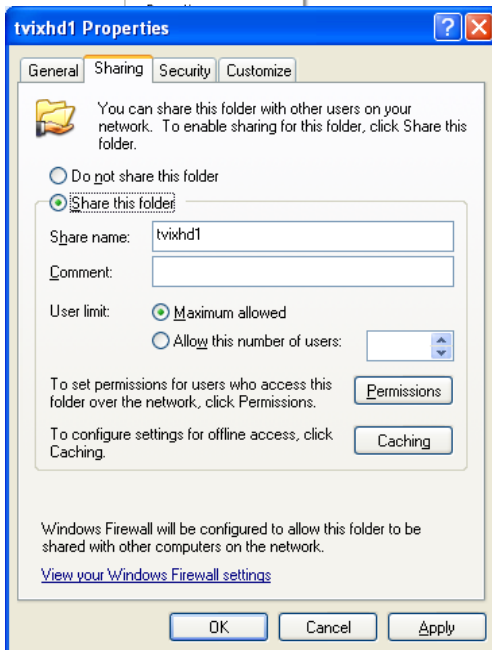 tvixhd1 Properties
General Sharing Security Customize
You can share this folder with other users on your
network. To enable sharing for this folder, click Share this
folder.
Do not share this folder
Share this folder
Share name: tvixhd1
Comment:
User limit: Maximum allowed
Allow this number of users:
To set permissions for users who access this
folder over the network, click Permissions.
Permissions
To configure settings for offline access, click
Caching.
Caching
Windows Firewall will be configured to allow this folder to be
shared with other computers on the network.
View your Windows Firewall settings
OK Cancel Apply